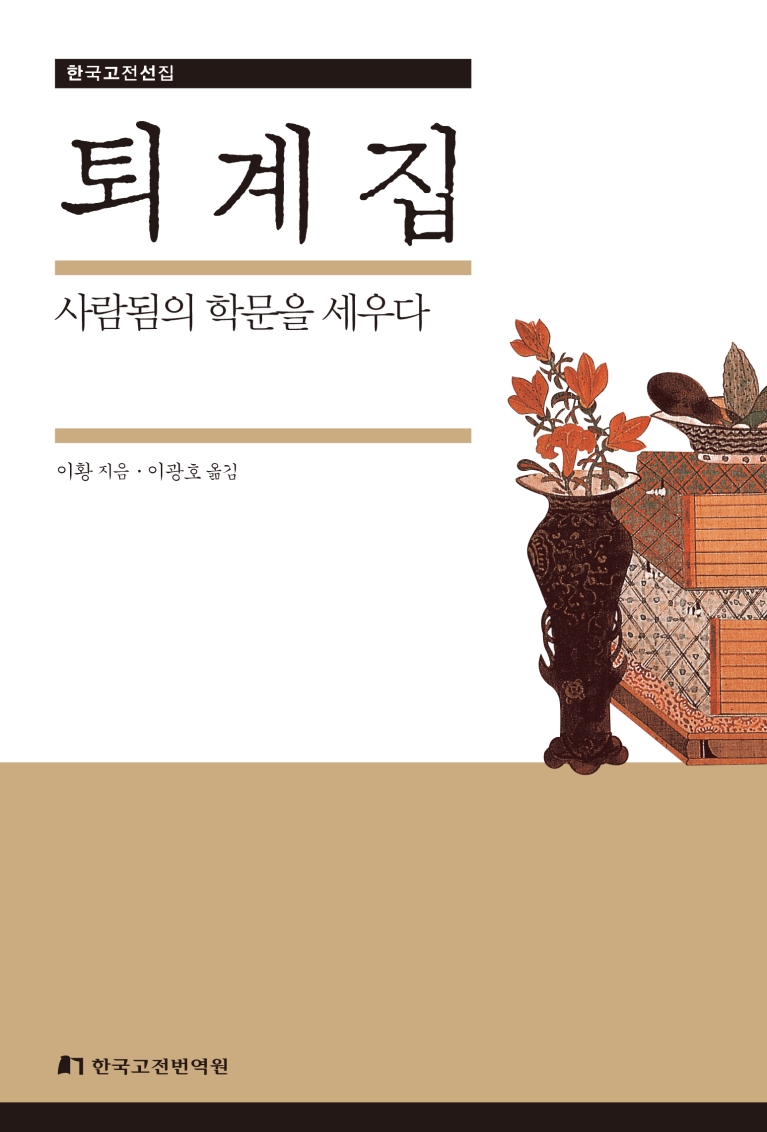 한국고전선집
퇴계집
사람됨의 학문을 세우다
이황 지음 · 이광호 옮김
한국고전번역원